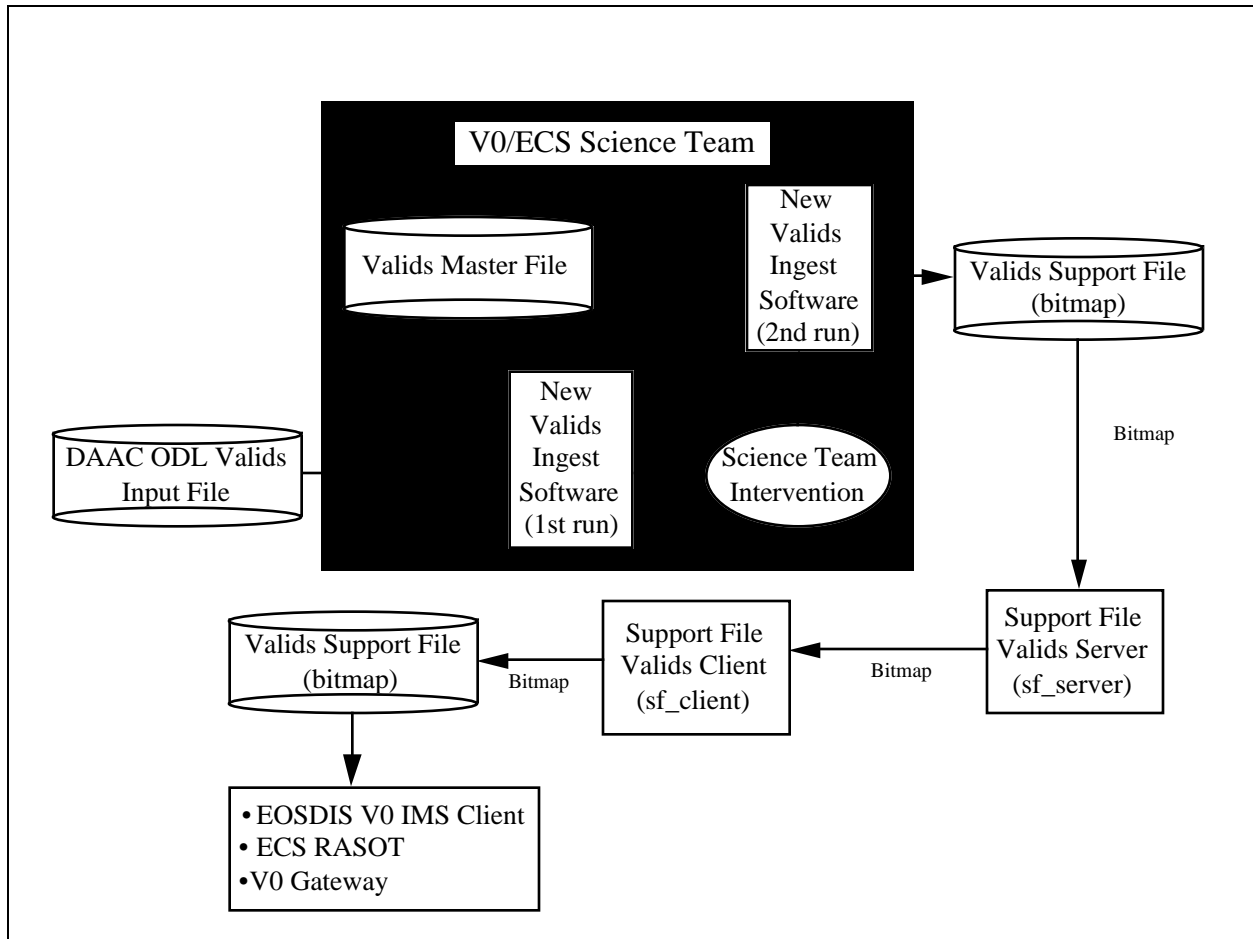 V0/ECS Science Team
New
Valids
Ingest
Software
(2nd run)
Valids Master File
Valids Support File
(bitmap)
New
Valids
Ingest
Software
(1st run)
Bitmap
DAAC ODL Valids
Input File
Science Team
Intervention
Support File
Valids Server
(sf_server)
Bitmap
Support File
Valids Client
(sf_client)
Bitmap
Valids Support File
(bitmap)
• EOSDIS V0 IMS Client
• ECS RASOT
•V0 Gateway